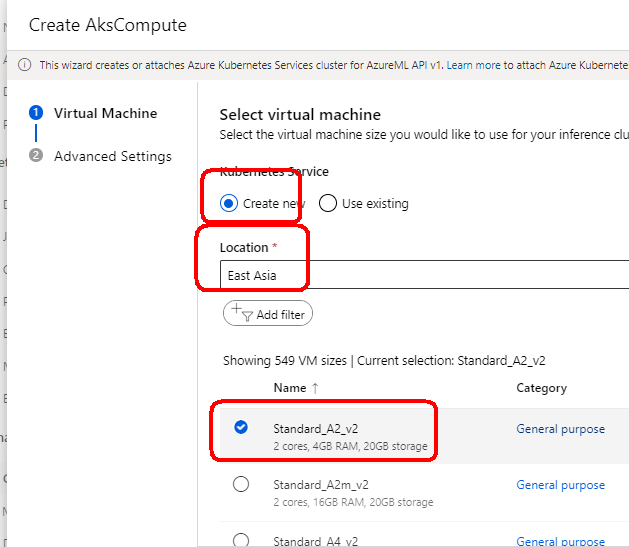 Create AksCompute
This wizard creates or attaches Azure Kubernetes Services cluster for AzureML API v1. Learn more to attach Azure Kubernetes
1 Virtual Machine
2 Advanced Settings
Select virtual machine
Select the virtual machine size you would like to use for your inference clu
Kubernetes Service
Create new Use existing
Location *
East Asia
Add filter
Showing 549 VM sizes | Current selection: Standard_A2_v2
Name ↑ Category
Standard_A2_v2 General purpose
2 cores, 4GB RAM, 20GB storage
Standard_A2m_v2 General purpose
2 cores, 16GB RAM, 20GB storage
Standard_A4_v2 General purpose